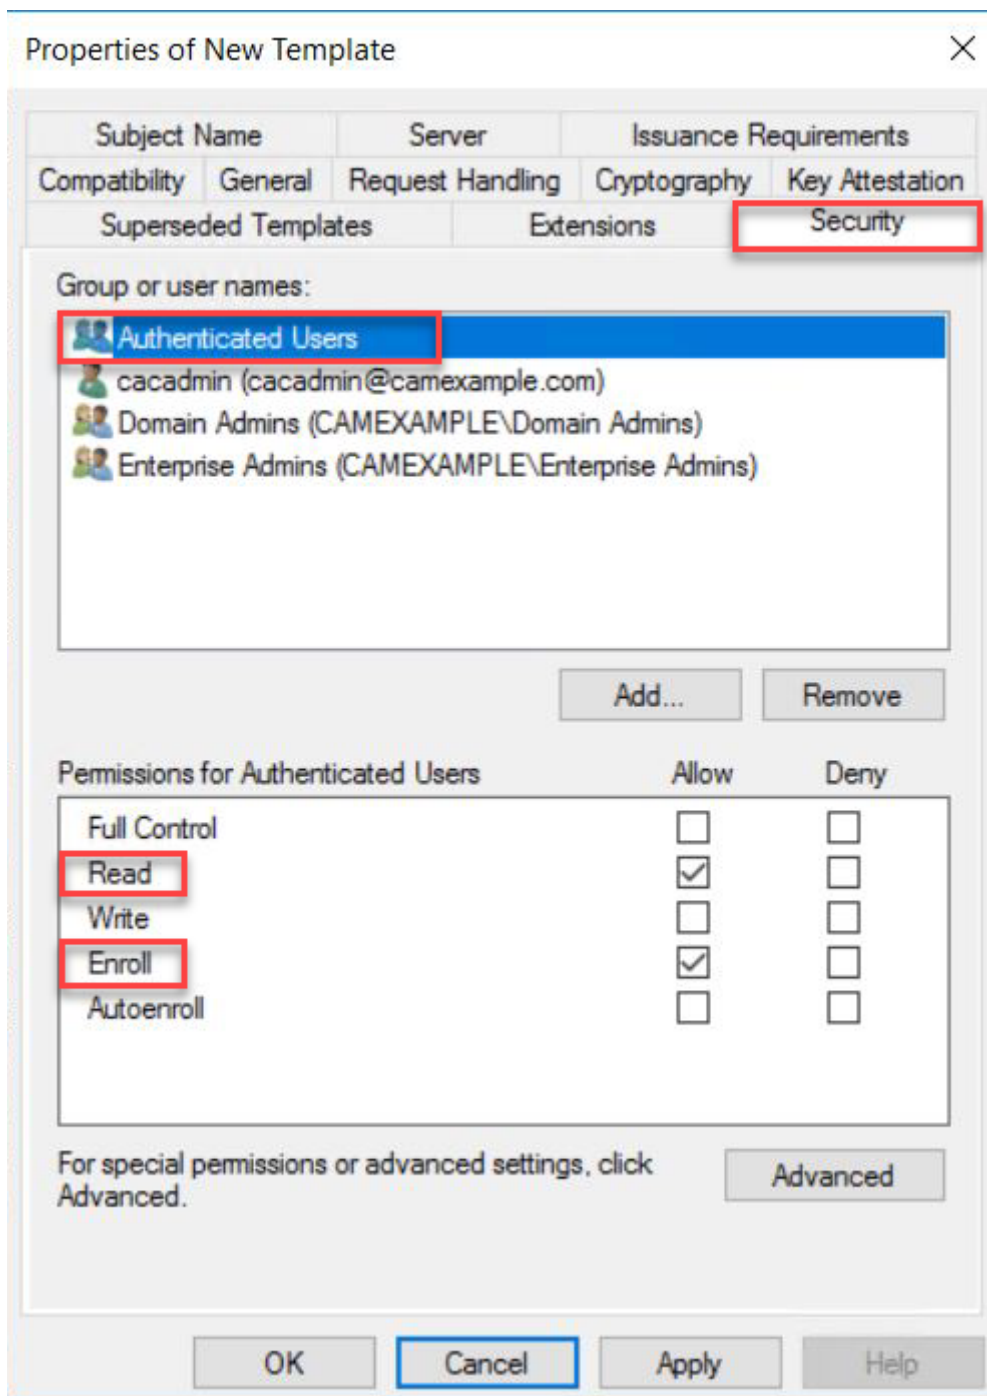 Properties of New Template
Subject Name Server Issuance Requirements
Compatibility General Request Handling Cryptography Key Attestation
Superseded Templates Extensions Security
Group or user names:
Authenticated Users
cacadmin (cacadmin@camexample.com)
Domain Admins (CAMEXAMPLE\Domain Admins)
Enterprise Admins (CAMEXAMPLE\Enterprise Admins)
Add... Remove
Permissions for Authenticated Users Allow Deny
Full Control
Read
Write
Enroll
Autoenroll
For special permissions or advanced settings, click
Advanced.
Advanced
OK Cancel Apply Help